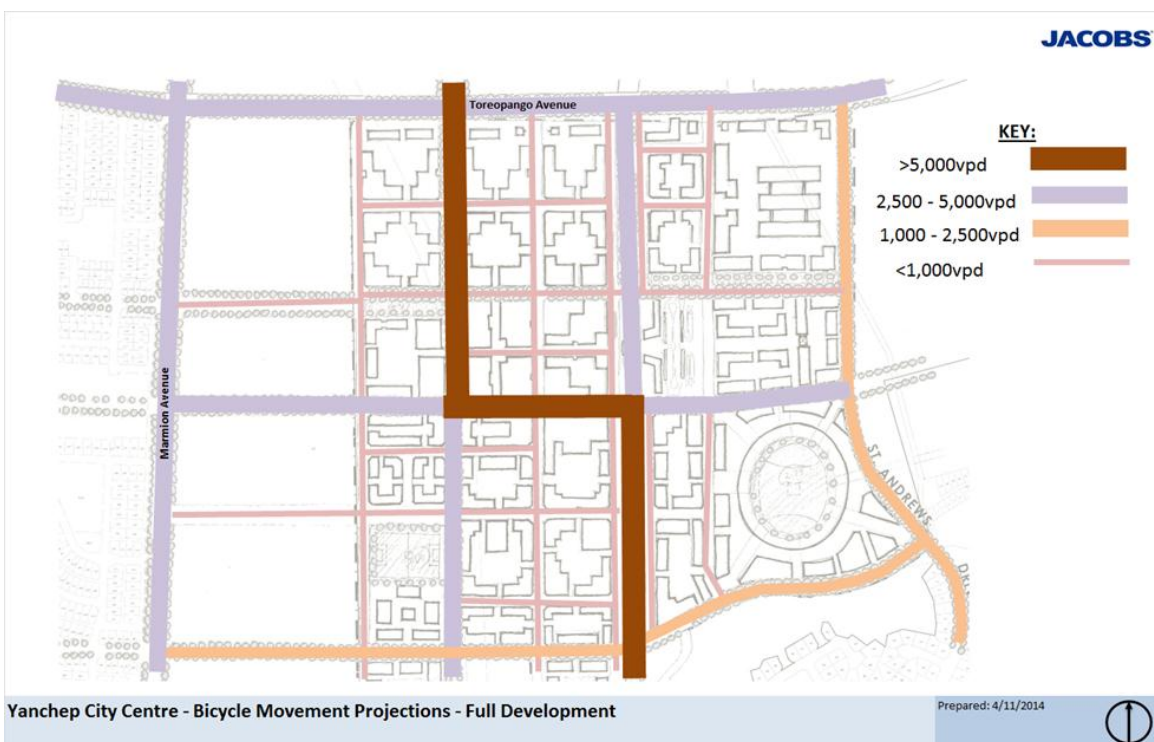 JACOBS
Toreopango Avenue
KEY:
>5,000vpd
2,500 - 5,000vpd
1,000 - 2,500vpd
<1,000vpd
Marmion Avenue
ST. ANDREWS
Yanchep City Centre - Bicycle Movement Projections - Full Development
Prepared: 4/11/2014